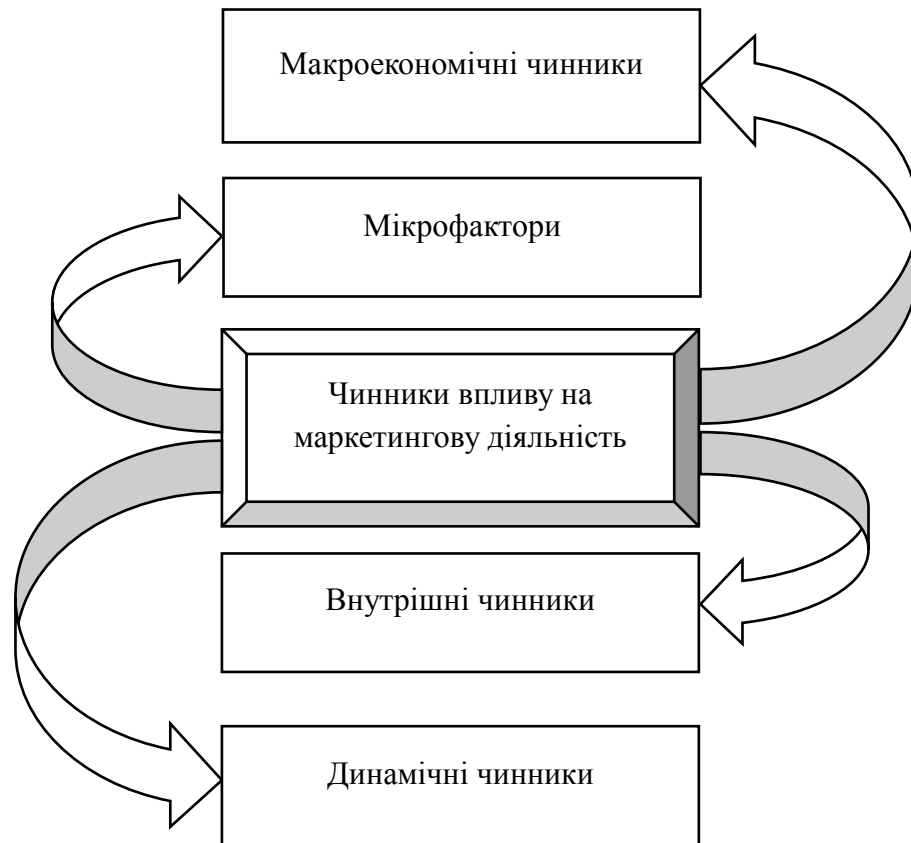 Макроекономічні чинники
Мікрофактори
Чинники впливу на
маркетингову діяльність
Внутрішні чинники
Динамічні чинники